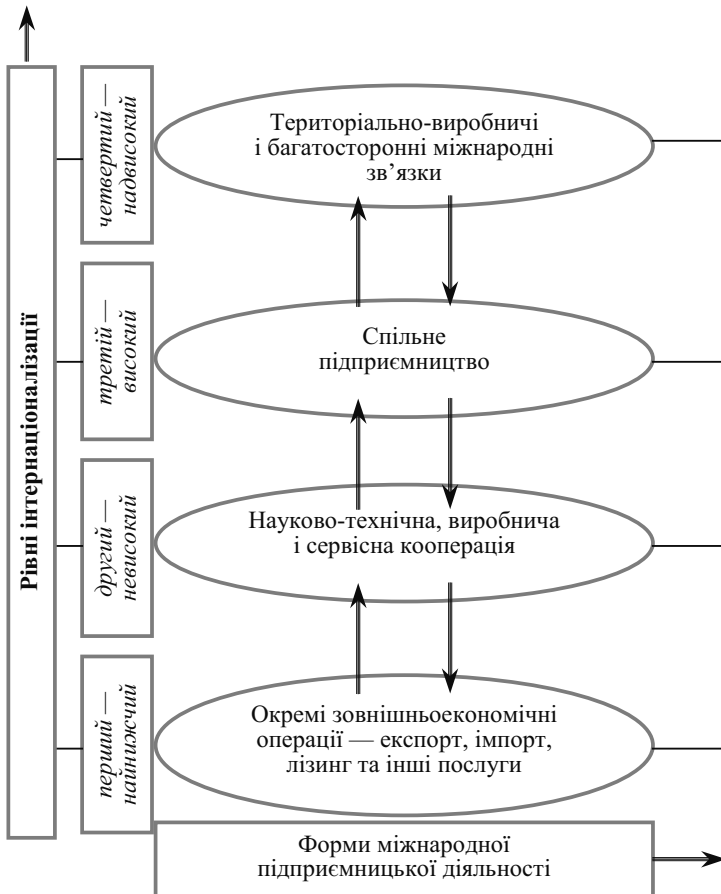 Рівні інтернаціоналізації
четвертий —
надвисокий
Територіально-виробничі
і багатосторонні міжнародні
зв’язки
третій —
високий
Спільне
підприємництво
другий —
невисокий
Науково-технічна, виробнича
і сервісна кооперація
перший —
найнижчий
Окремі зовнішньоекономічні
операції — експорт, імпорт,
лізинг та інші послуги
Форми міжнародної
підприємницької діяльності